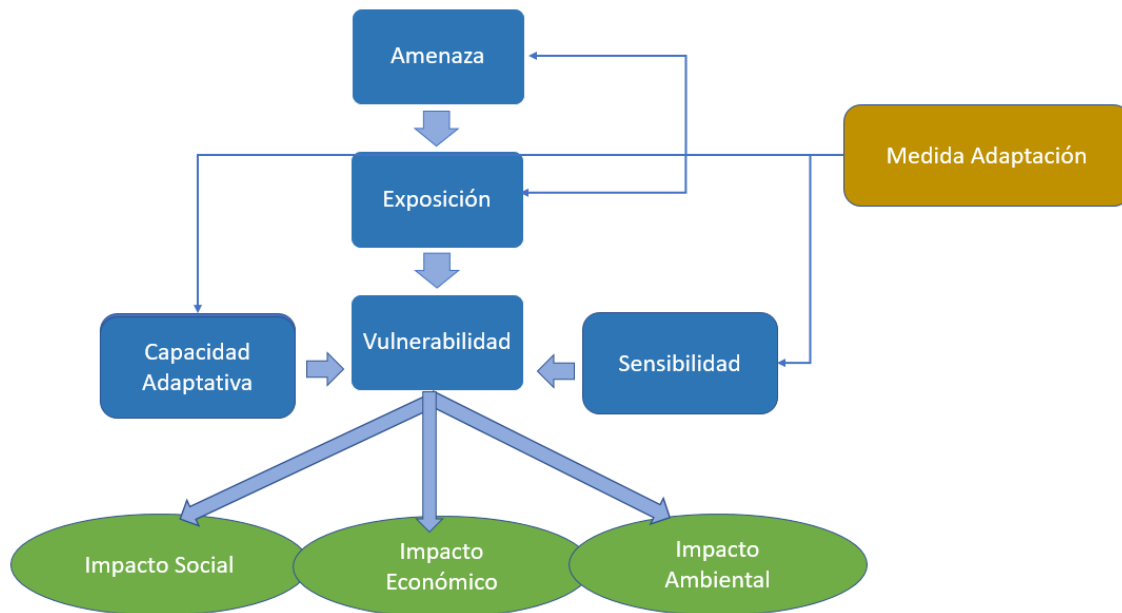 Amenaza
Medida Adaptación
Exposición
Vulnerabilidad
Capacidad
Adaptativa
Sensibilidad
Impacto Social
Impacto
Económico
Impacto
Ambiental